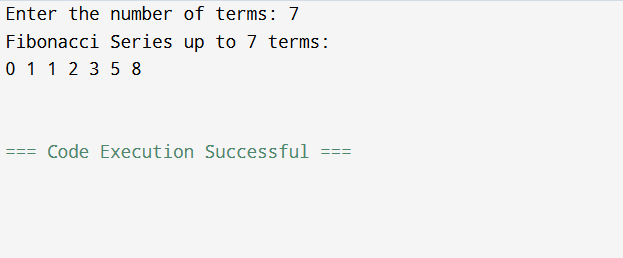 Enter the number of terms: 7
Fibonacci Series up to 7 terms:
0 1 1 2 3 5 8
=== Code Execution Successful ===